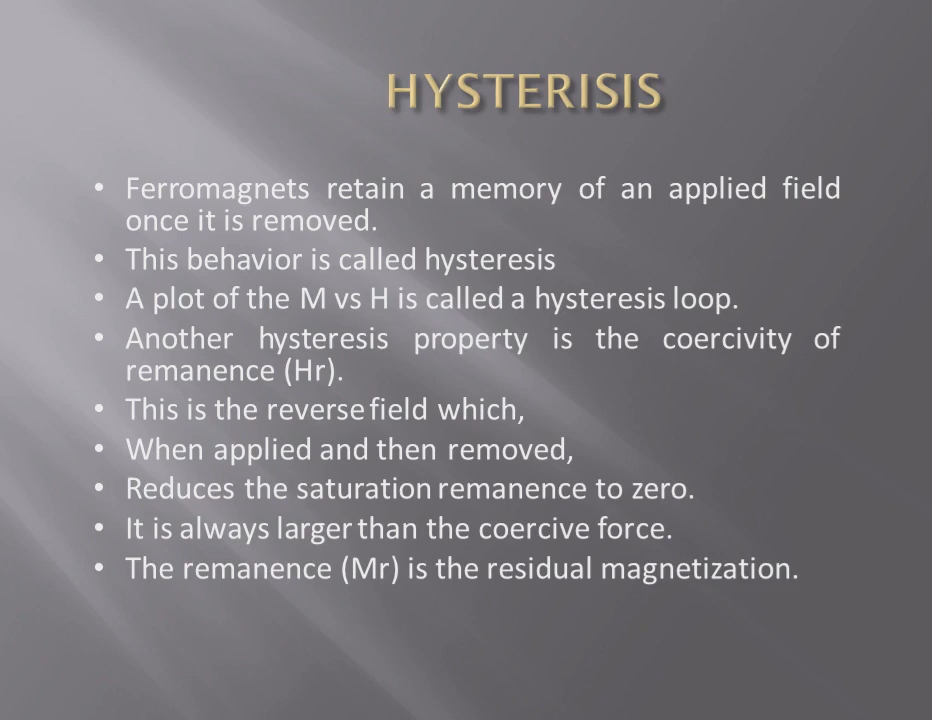 HYSTERISIS
• Ferromagnets retain a memory of an applied field
once it is removed.
• This behavior is called hysteresis
• A plot of the M vs H is called a hysteresis loop.
• Another hysteresis property is the coercivity of
remanence (Hr).
• This is the reverse field which,
• When applied and then removed,
• Reduces the saturation remanence to zero.
• It is always larger than the coercive force.
• The remanence (Mr) is the residual magnetization.